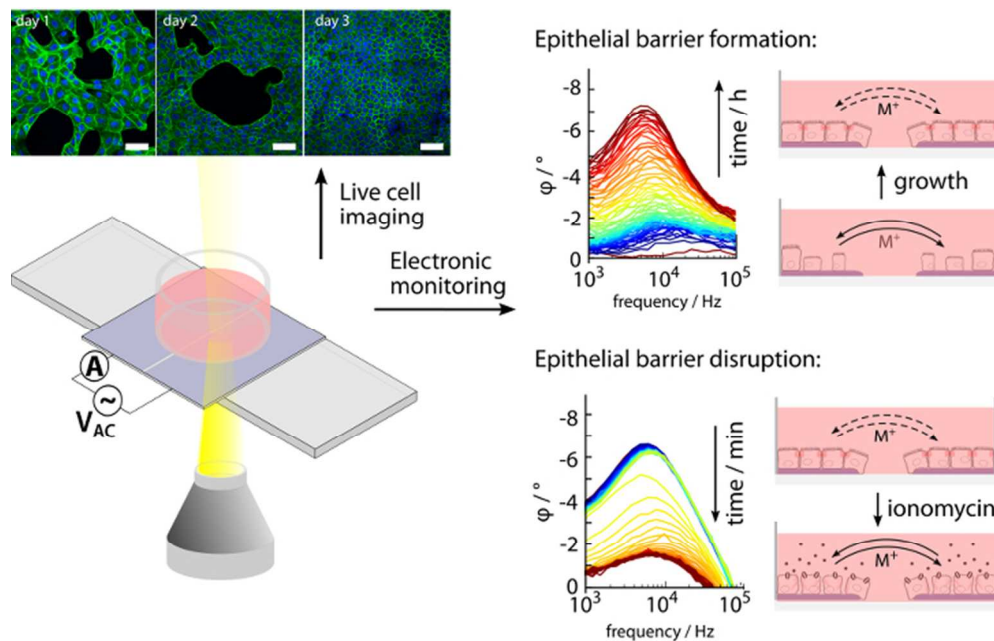 day 1
day 2
day 3
Live cell
imaging
Electronic
monitoring
A
~
VAC
Epithelial barrier formation:
-8
-6
-4
-2
0
φ / °
10³
10⁴
10⁵
frequency / Hz
time / h
M⁺
growth
M⁺
Epithelial barrier disruption:
-8
-6
-4
-2
0
φ / °
10³
10⁴
10⁵
frequency / Hz
time / min
M⁺
ionomycin
M⁺